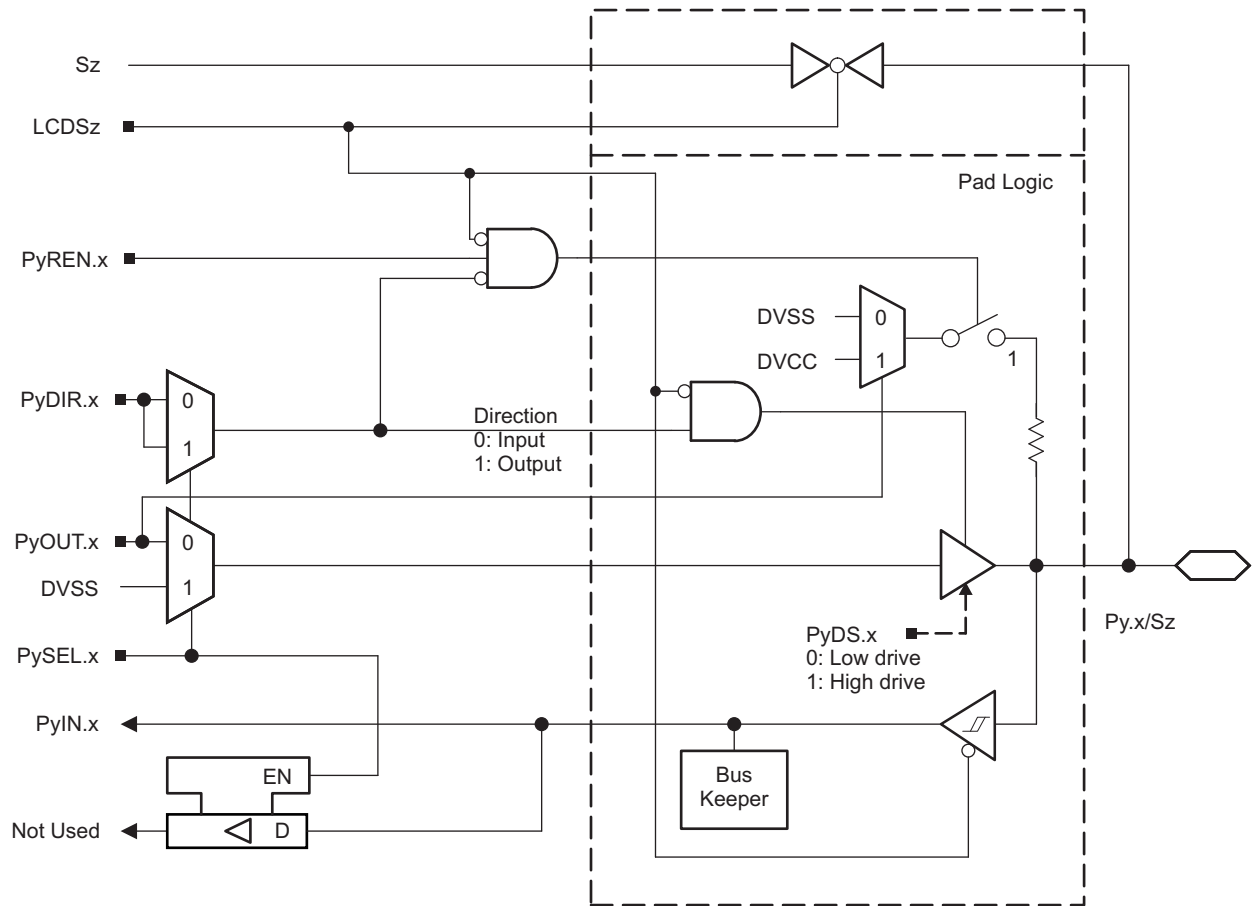 Sz
LCDSz
Pad Logic
PyREN.x
DVSS
0
DVCC
1
1
PyDIR.x
0
1
Direction
0: Input
1: Output
PyOUT.x
0
DVSS
1
PySEL.x
PyDS.x
0: Low drive
1: High drive
Py.x/Sz
PyIN.x
Bus
Keeper
EN
Not Used
D